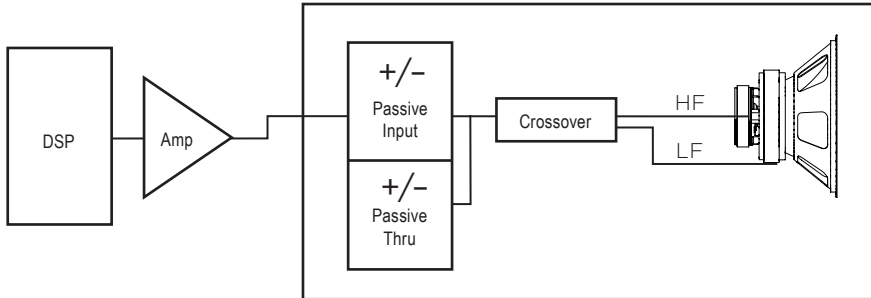 DSP
Amp
+/–
Passive
Input
+/–
Passive
Thru
Crossover
HF
LF